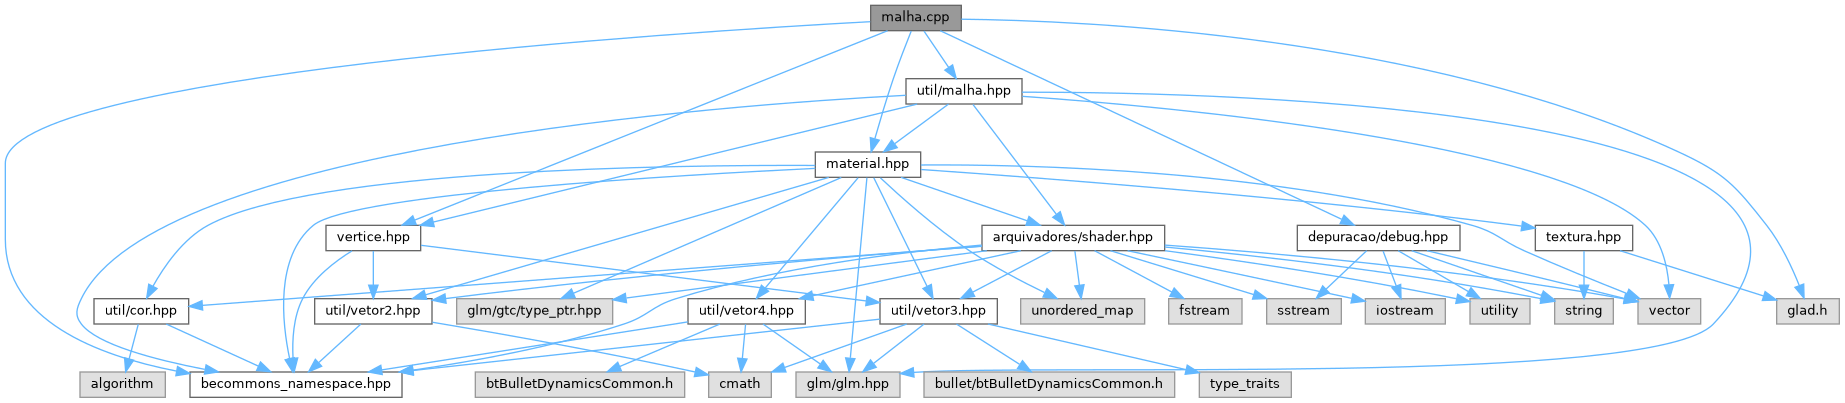 malha.cpp
util/malha.hpp
material.hpp
vertice.hpp
arquivadores/shader.hpp
depuracao/debug.hpp
textura.hpp
util/cor.hpp
util/vetor2.hpp
glm/gtc/type_ptr.hpp
util/vetor4.hpp
util/vetor3.hpp
unordered_map
fstream
sstream
iostream
utility
string
vector
glad.h
algorithm
becommons_namespace.hpp
btBulletDynamicsCommon.h
cmath
glm/glm.hpp
bullet/btBulletDynamicsCommon.h
type_traits